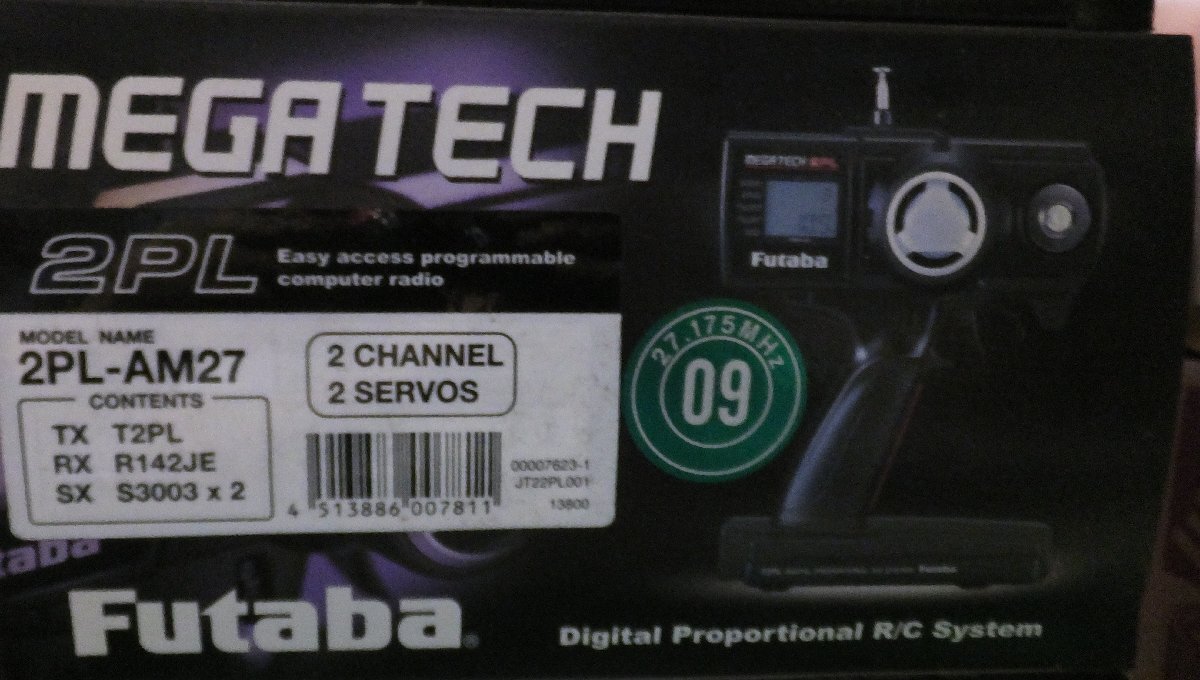 MEGATECH
2PL
Easy access programmable
computer radio
MODEL NAME
2PL-AM27
CONTENTS
TX T2PL
RX R142JE
SX S3003 x 2
2 CHANNEL
2 SERVOS
00007623-1
JT22PL001
13800
4 513886 007811
Futaba
MEGATECH 2PL
Futaba
27.175MHz
09
Futaba
Digital Proportional R/C System